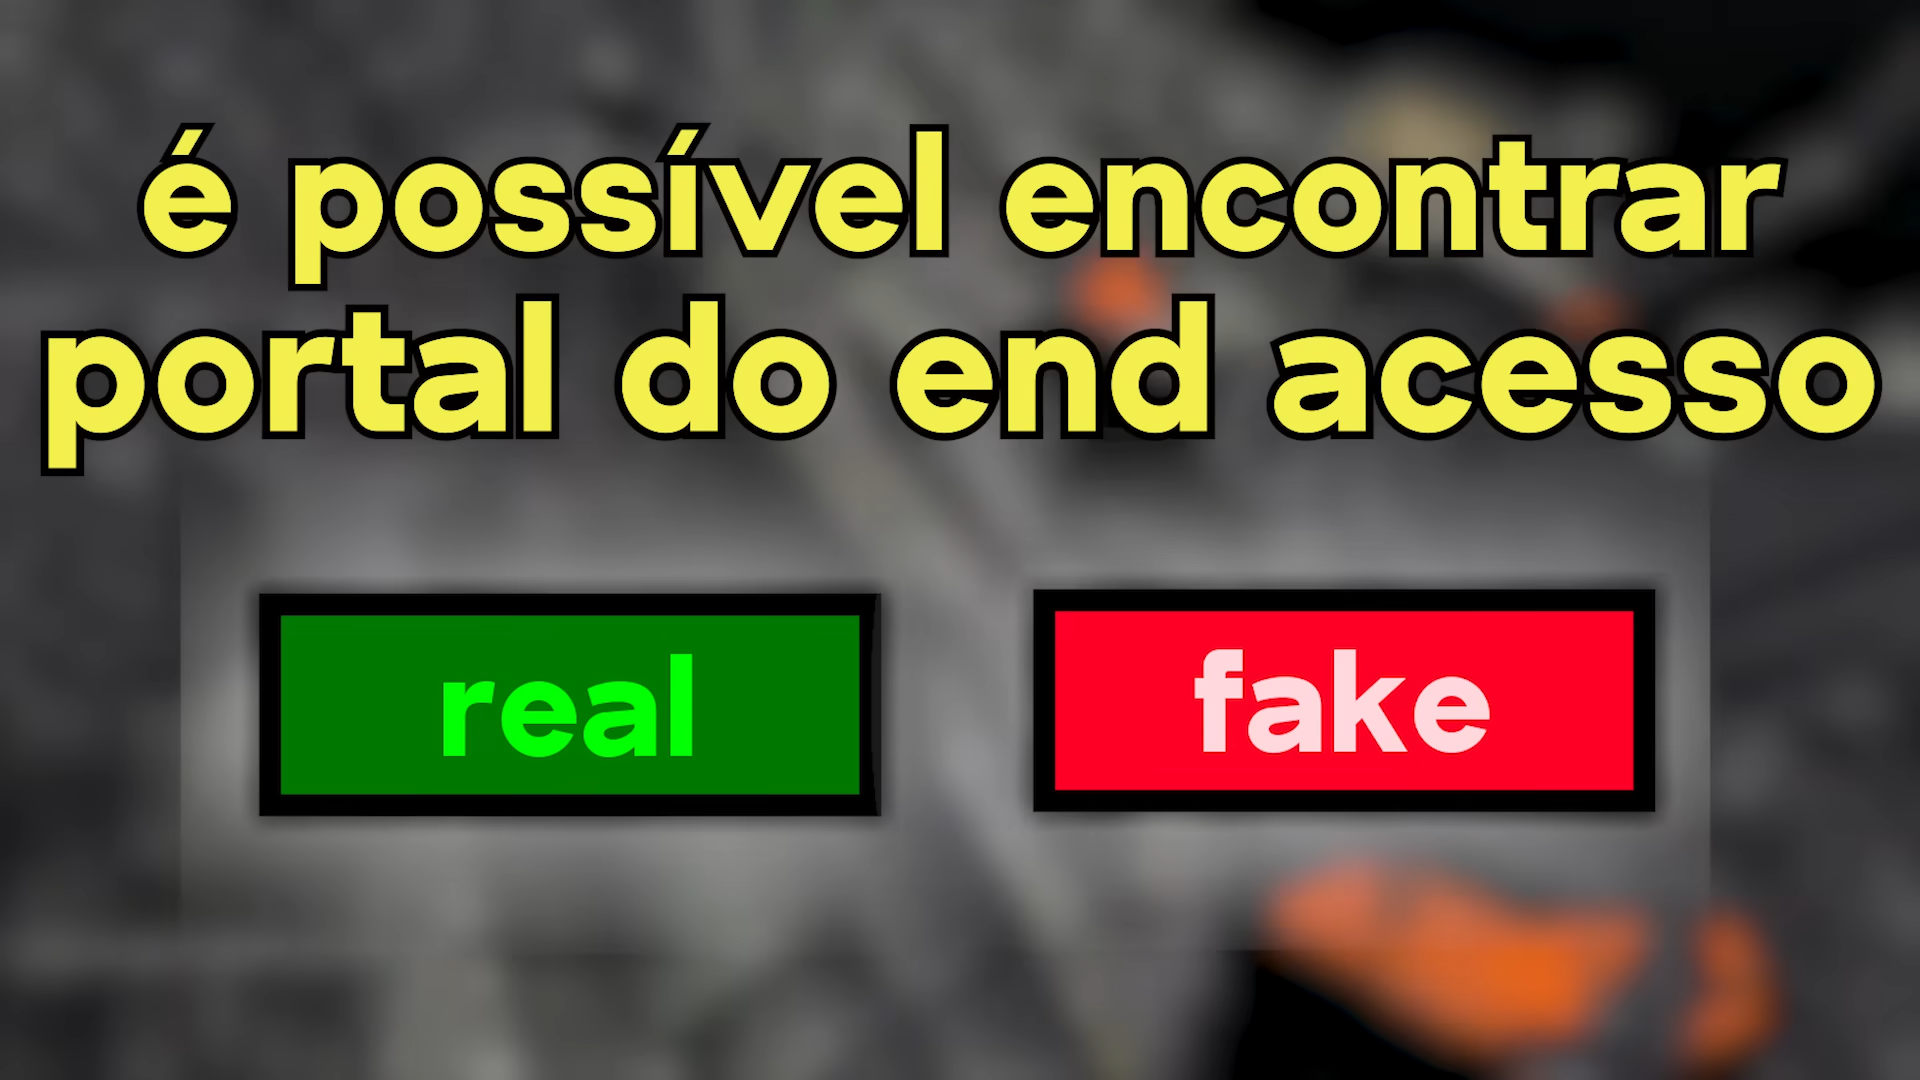 é possível encontrar
portal do end acesso
real
fake